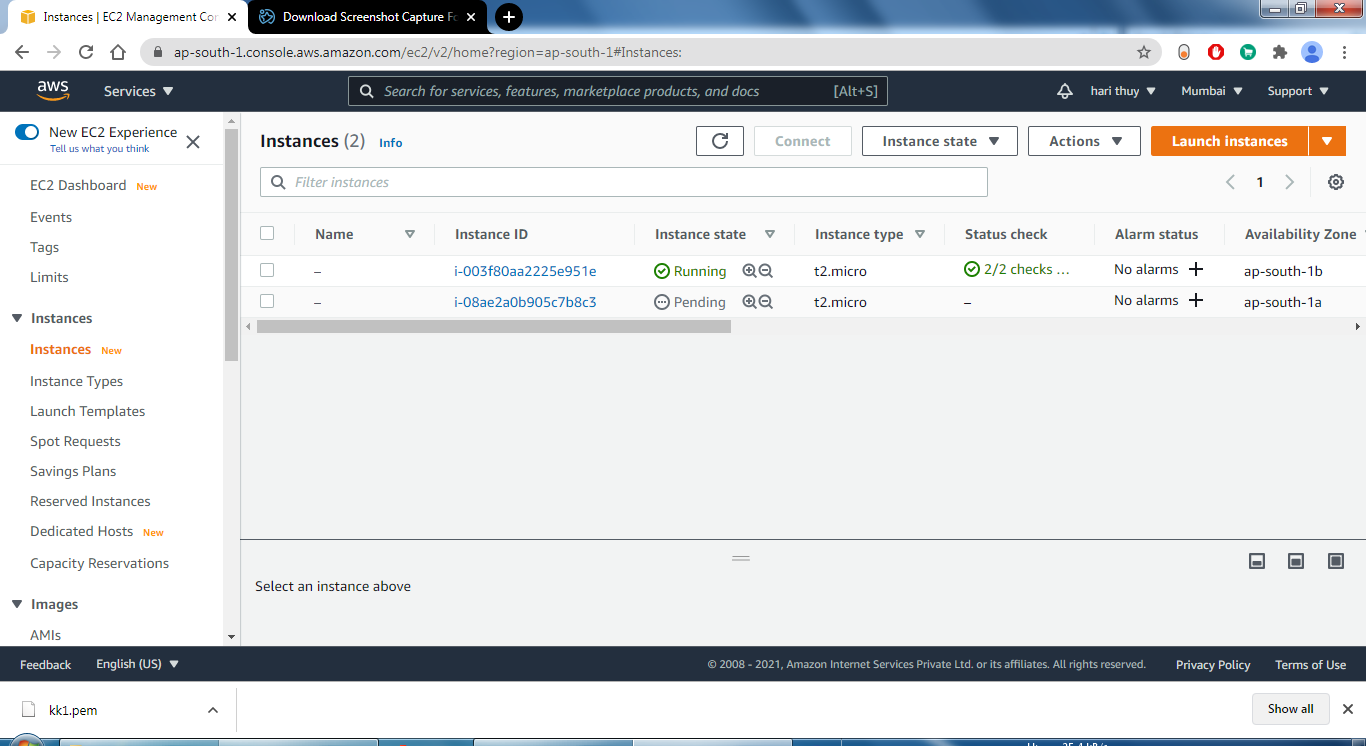 Instances | EC2 Management Con
Download Screenshot Capture Fo
ap-south-1.console.aws.amazon.com/ec2/v2/home?region=ap-south-1#Instances:
aws Services Search for services, features, marketplace products, and docs [Alt+S] hari thuy Mumbai Support
New EC2 Experience
Tell us what you think
EC2 Dashboard New
Events
Tags
Limits
Instances
Instances New
Instance Types
Launch Templates
Spot Requests
Savings Plans
Reserved Instances
Dedicated Hosts New
Capacity Reservations
Images
AMIs
Instances (2) Info Connect Instance state Actions Launch instances
Filter instances 1
Name Instance ID Instance state Instance type Status check Alarm status Availability Zone
– i-003f80aa2225e951e Running t2.micro 2/2 checks ... No alarms + ap-south-1b
– i-08ae2a0b905c7b8c3 Pending t2.micro – No alarms + ap-south-1a
Select an instance above
Feedback English (US) © 2008 - 2021, Amazon Internet Services Private Ltd. or its affiliates. All rights reserved. Privacy Policy Terms of Use
kk1.pem Show all